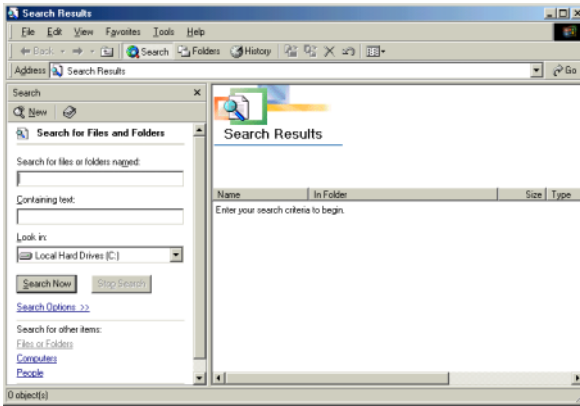 Search Results
File Edit View Favorites Tools Help
Back Search Folders History
Address Search Results Go
Search
New
Search for Files and Folders
Search for files or folders named:
Containing text:
Look in:
Local Hard Drives (C:)
Search Now Stop Search
Search Options >>
Search for other items:
Files or Folders
Computers
People
Search Results
Name In Folder Size Type
Enter your search criteria to begin.
0 object(s)